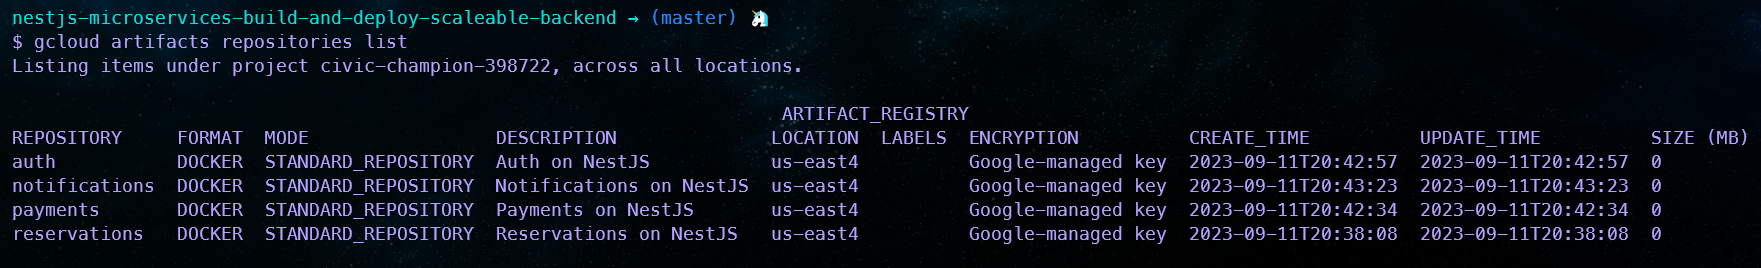 nestjs-microservices-build-and-deploy-scaleable-backend → (master) 🦄
$ gcloud artifacts repositories list
Listing items under project civic-champion-398722, across all locations.
ARTIFACT_REGISTRY
REPOSITORY     FORMAT  MODE                 DESCRIPTION              LOCATION  LABELS  ENCRYPTION          CREATE_TIME          UPDATE_TIME          SIZE (MB)
auth           DOCKER  STANDARD_REPOSITORY  Auth on NestJS           us-east4          Google-managed key  2023-09-11T20:42:57  2023-09-11T20:42:57  0
notifications  DOCKER  STANDARD_REPOSITORY  Notifications on NestJS  us-east4          Google-managed key  2023-09-11T20:43:23  2023-09-11T20:43:23  0
payments       DOCKER  STANDARD_REPOSITORY  Payments on NestJS       us-east4          Google-managed key  2023-09-11T20:42:34  2023-09-11T20:42:34  0
reservations   DOCKER  STANDARD_REPOSITORY  Reservations on NestJS   us-east4          Google-managed key  2023-09-11T20:38:08  2023-09-11T20:38:08  0